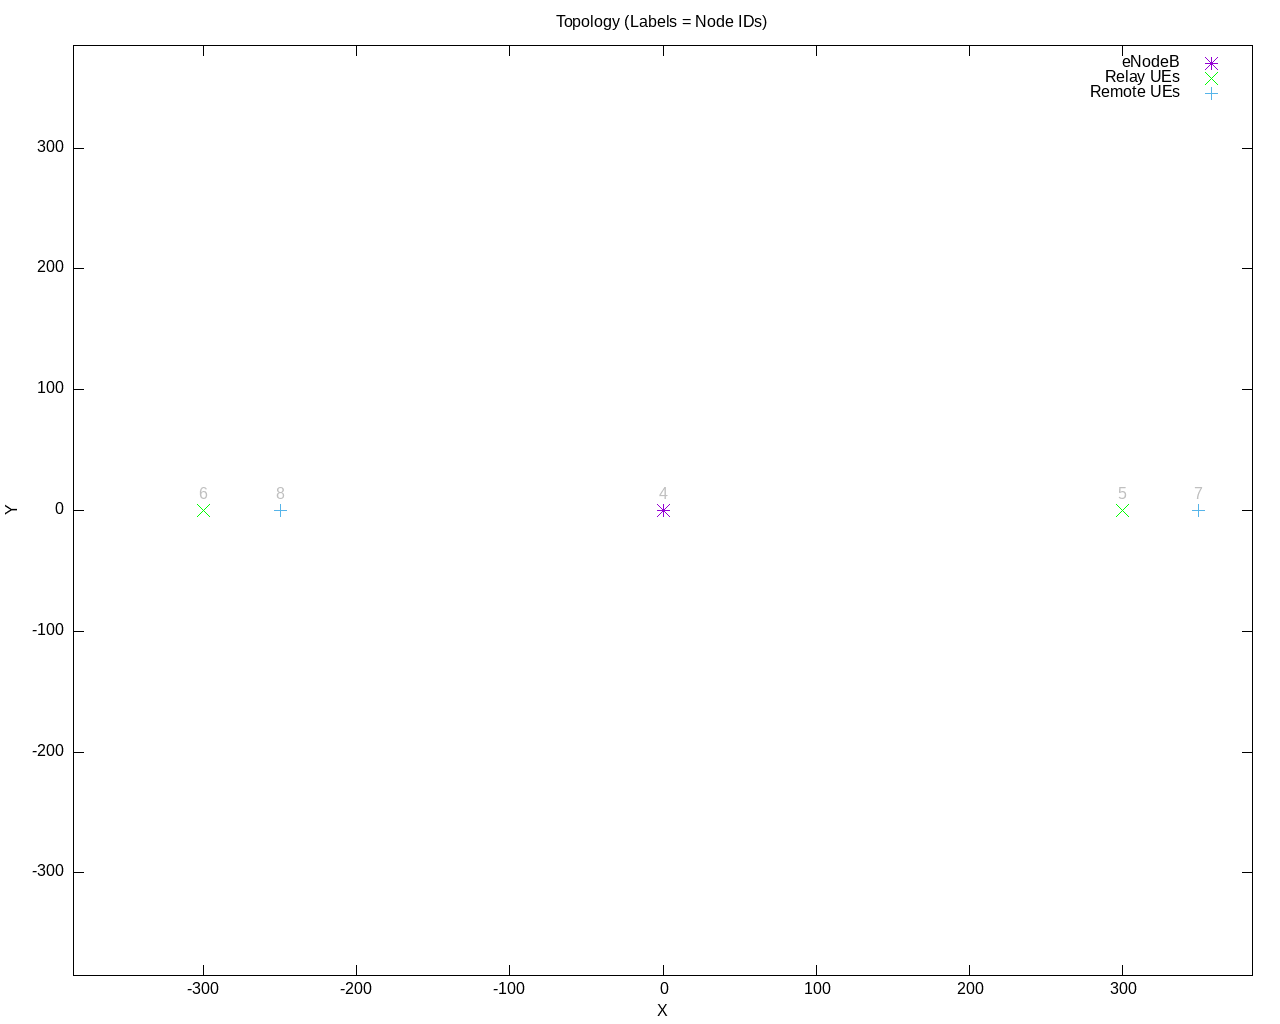 Topology (Labels = Node IDs)
eNodeB
Relay UEs
Remote UEs
300
200
100
6 8 4 5 7
Y 0
-100
-200
-300
-300 -200 -100 0 100 200 300
X